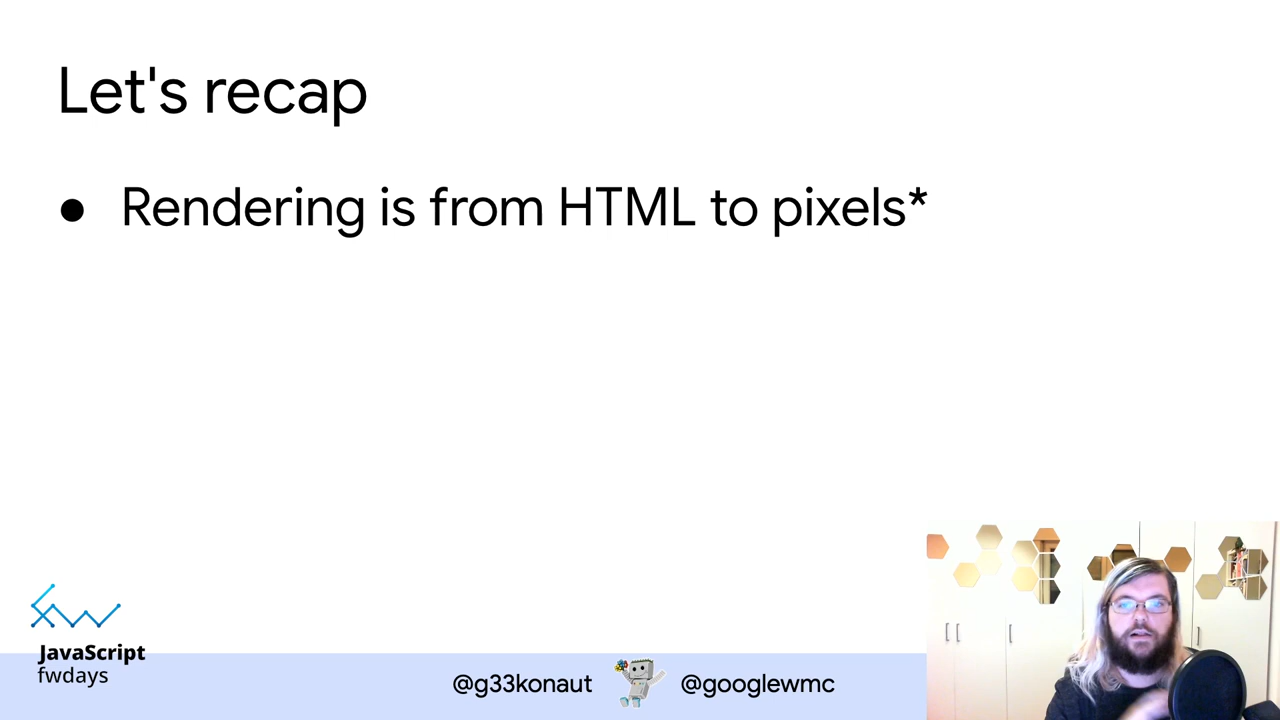 Let's recap
● Rendering is from HTML to pixels*
JavaScript
fwdays
@g33konaut
@googlewmc